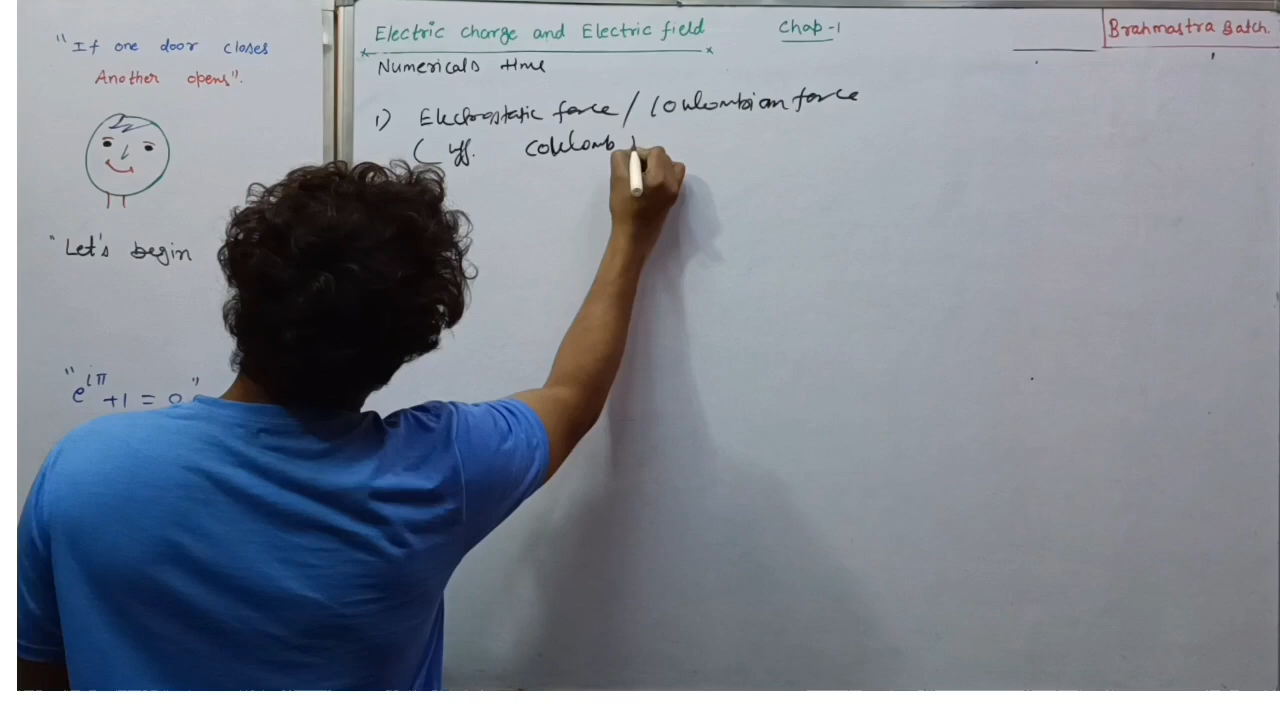 "If one door closes
Another opens".
"Let's begin
"e^iπ +1 = 0"
Electric charge and Electric field
Chap-1
Brahmastra Batch.
Numericals time
1) Electrostatic force / Coulombian force
( Coulomb